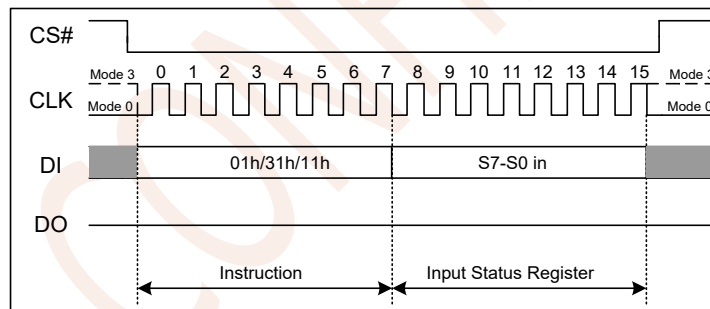 CS#
Mode 3 0 1 2 3 4 5 6 7 8 9 10 11 12 13 14 15 Mode 3
CLK
Mode 0 Mode 0
DI 01h/31h/11h S7-S0 in
DO
Instruction Input Status Register